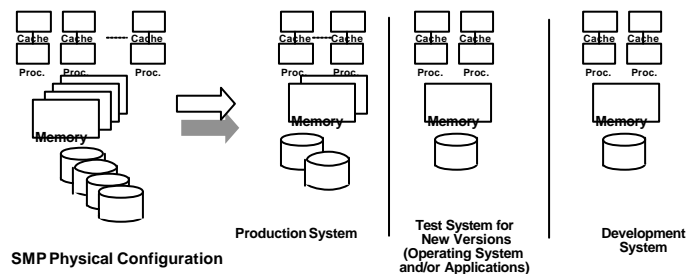 Cache Cache Cache Cache Cache Cache Cache Cache Cache
Proc. Proc. Proc. Proc. Proc. Proc. Proc. Proc. Proc.
Memory Memory Memory Memory
Production System
Test System for
New Versions
(Operating System
and/or Applications)
Development
System
SMP Physical Configuration